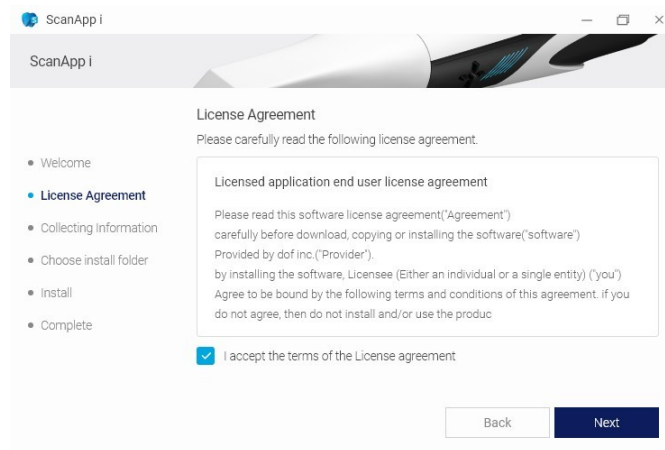 ScanApp i
ScanApp i
License Agreement
Please carefully read the following license agreement.
Welcome
License Agreement
Collecting Information
Choose install folder
Install
Complete
Licensed application end user license agreement
Please read this software license agreement("Agreement")
carefully before download, copying or installing the software("software")
Provided by dof inc.("Provider").
by installing the software, Licensee (Either an individual or a single entity) ("you")
Agree to be bound by the following terms and conditions of this agreement. if you
do not agree, then do not install and/or use the produc
I accept the terms of the License agreement
Back
Next